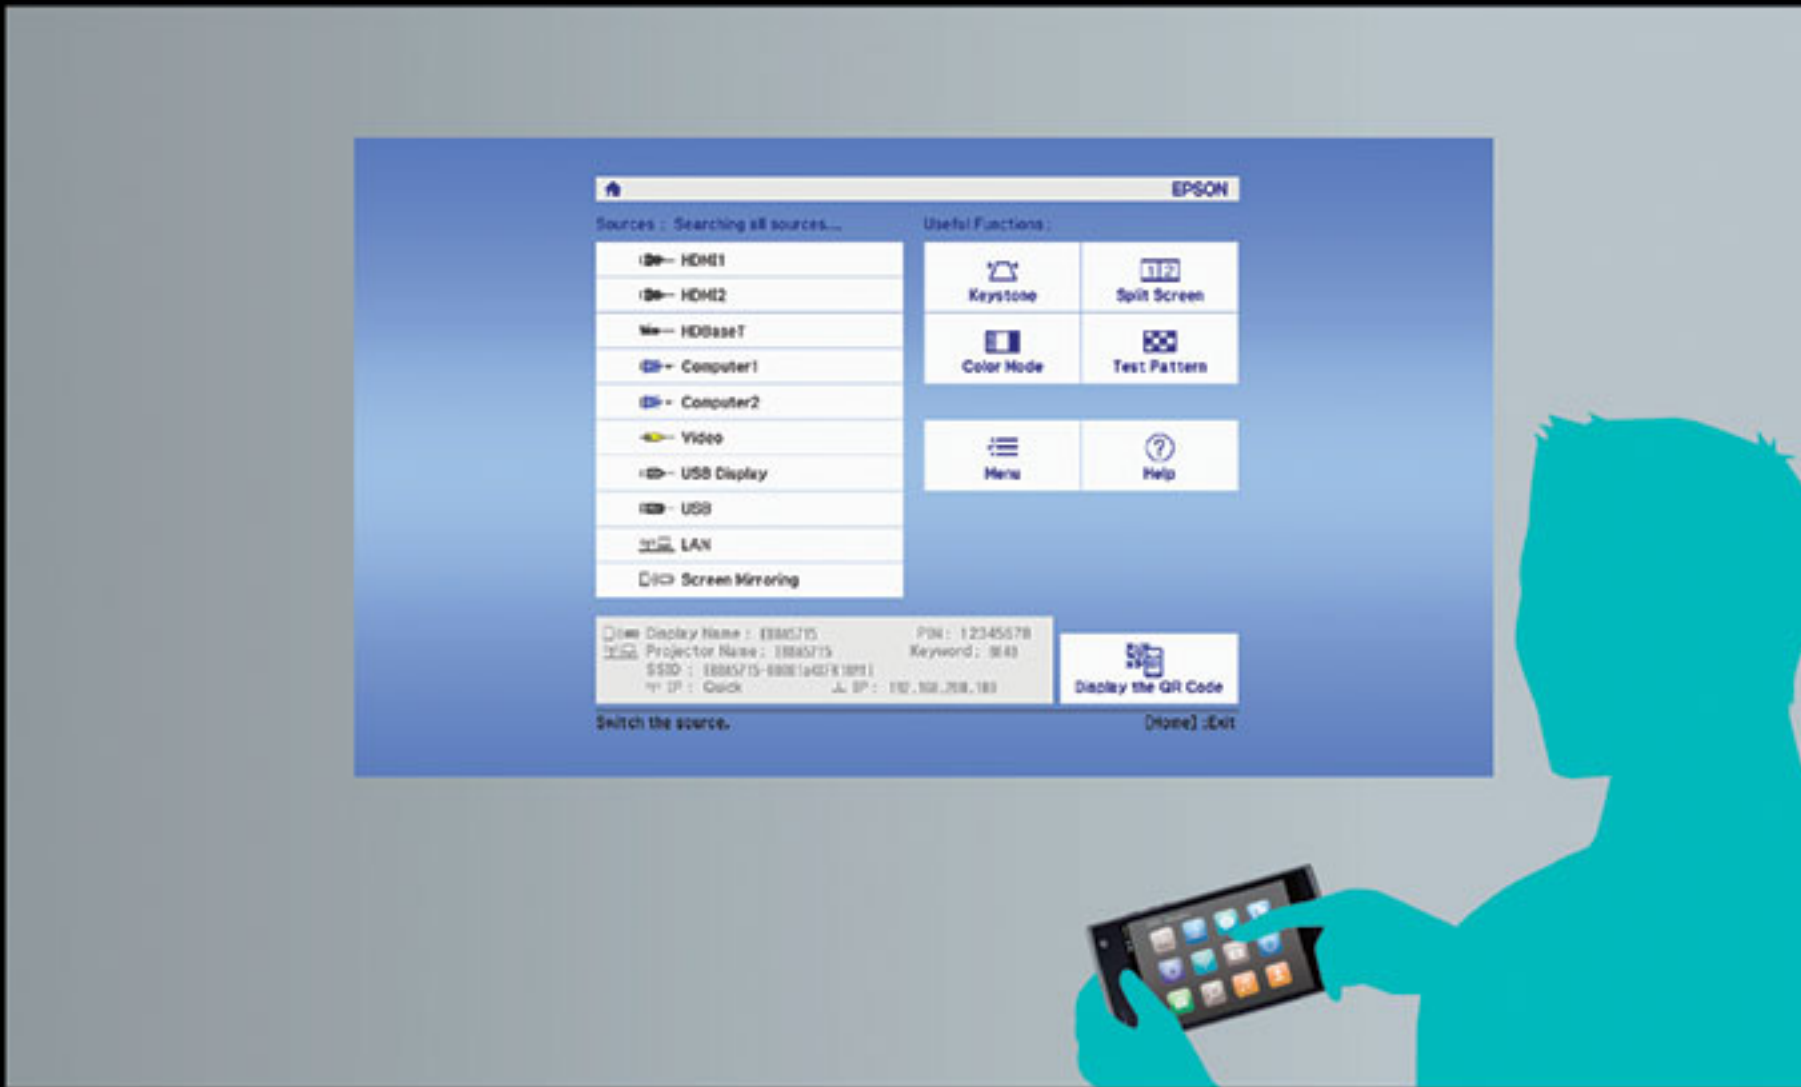 EPSON
Sources : Searching all sources...
HDMI1
HDMI2
HDBaseT
Computer1
Computer2
Video
USB Display
USB
LAN
Screen Mirroring
Useful Functions :
Keystone
Split Screen
1 2
Color Mode
Test Pattern
Menu
Help
Display Name :
PIN : 12345678
Projector Name :
Keyword :
SSID :
IP : Quick
IP :
Display the QR Code
Switch the source.
[Home] :Exit